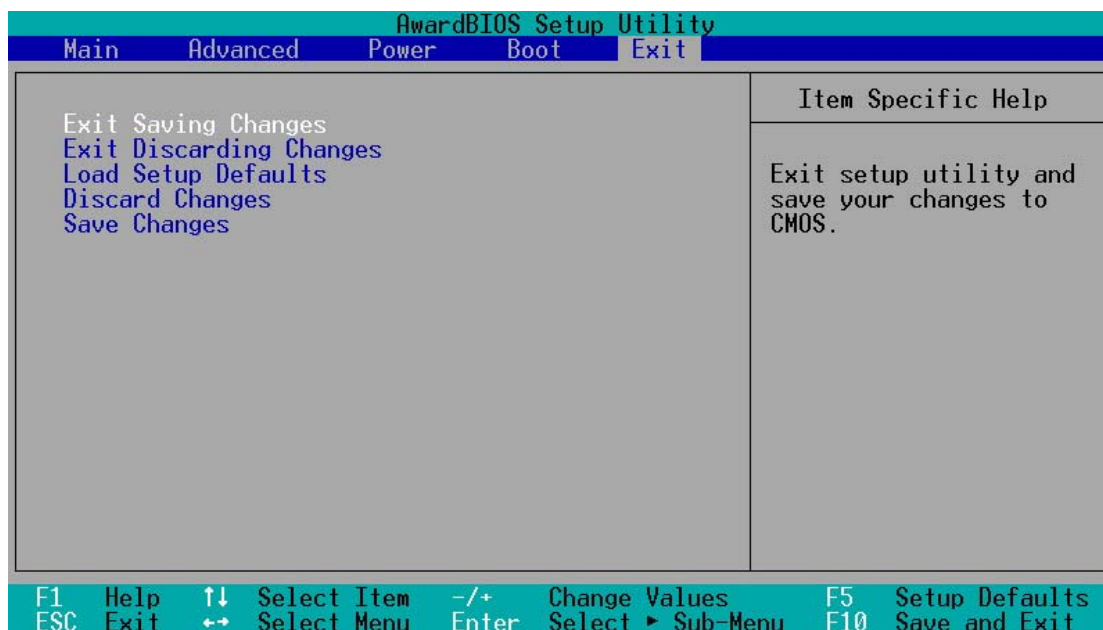 AwardBIOS Setup Utility
Main Advanced Power Boot Exit
Item Specific Help
Exit Saving Changes
Exit Discarding Changes
Load Setup Defaults
Discard Changes
Save Changes
Exit setup utility and
save your changes to
CMOS.
F1 Help ↑↓ Select Item -/+ Change Values F5 Setup Defaults
ESC Exit ←→ Select Menu Enter Select ► Sub-Menu F10 Save and Exit